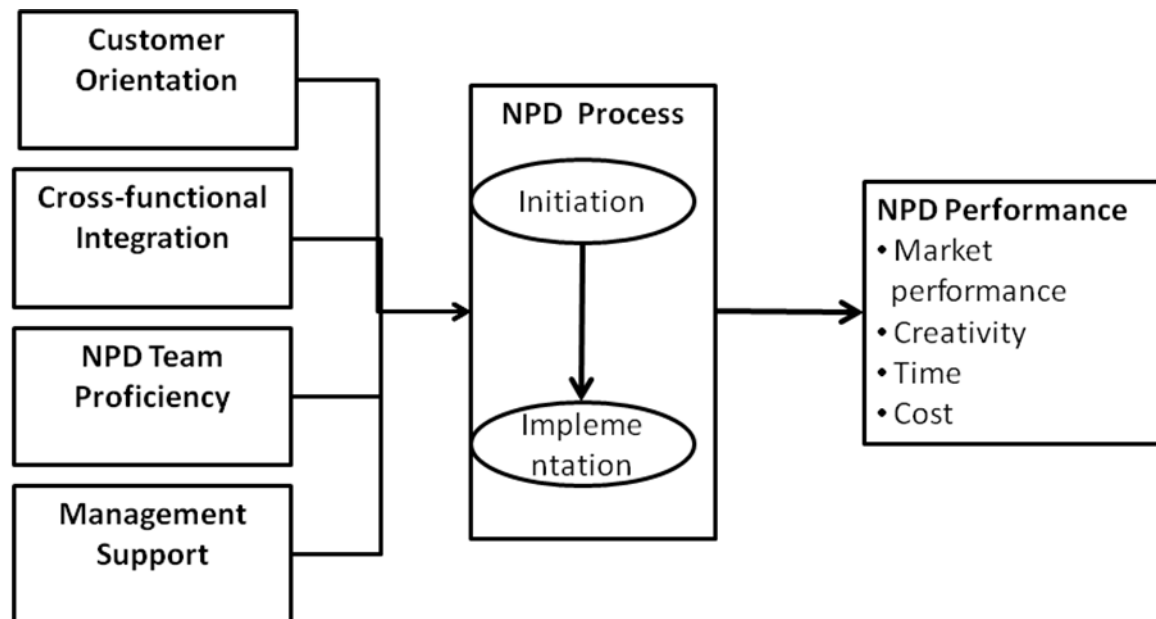 Customer
Orientation
Cross-functional
Integration
NPD Team
Proficiency
Management
Support
NPD  Process
Initiation
Impleme
ntation
NPD Performance
• Market
performance
• Creativity
• Time
• Cost